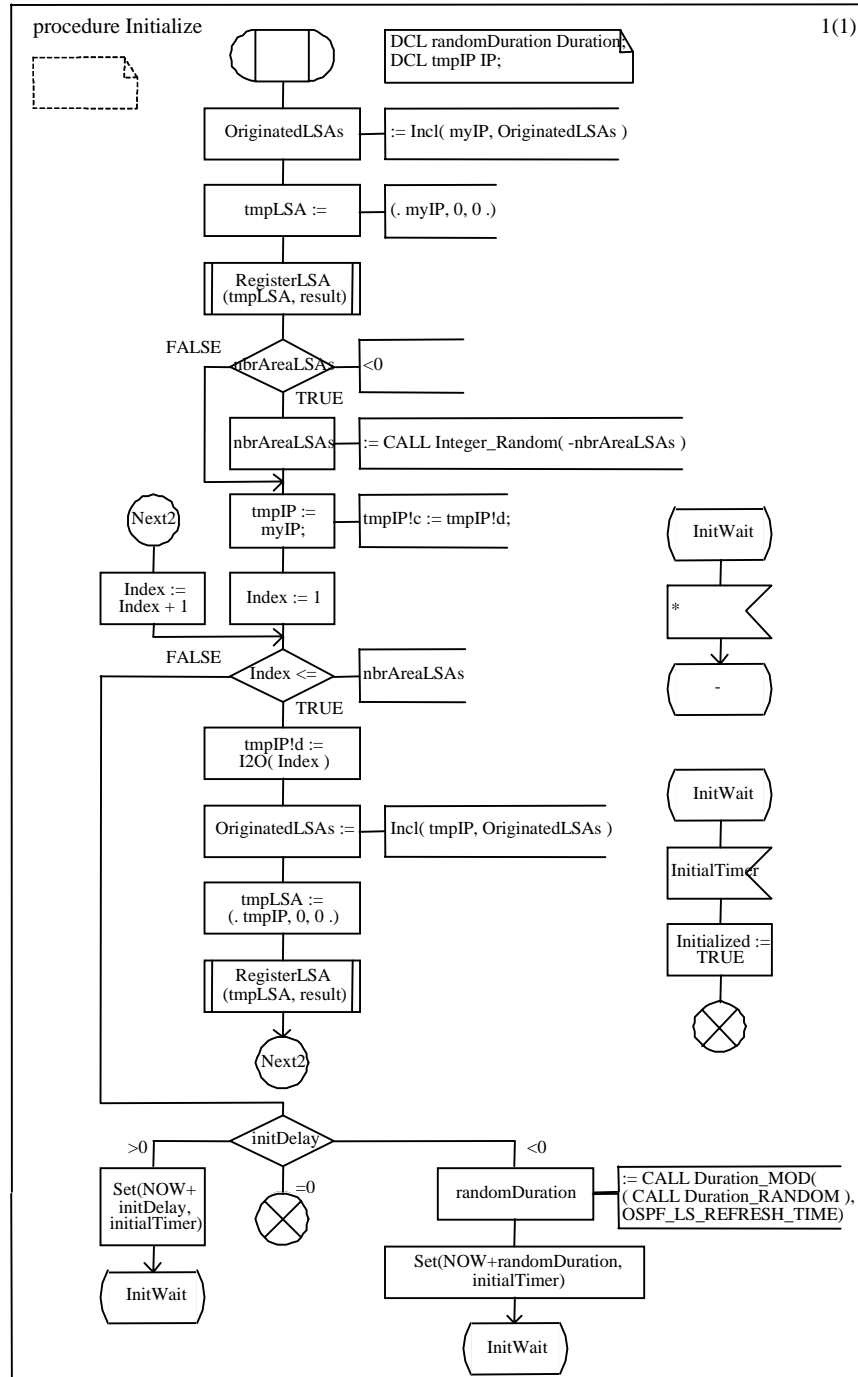 procedure Initialize
1(1)
DCL randomDuration Duration;
DCL tmpIP IP;
OriginatedLSAs
:= Incl( myIP, OriginatedLSAs )
tmpLSA :=
(. myIP, 0, 0 .)
RegisterLSA
(tmpLSA, result)
FALSE
nbrAreaLSAs
<0
TRUE
nbrAreaLSAs
:= CALL Integer_Random( -nbrAreaLSAs )
Next2
tmpIP :=
myIP;
tmpIP!c := tmpIP!d;
InitWait
Index :=
Index + 1
Index := 1
*
FALSE
Index <=
nbrAreaLSAs
-
TRUE
tmpIP!d :=
I2O( Index )
InitWait
OriginatedLSAs :=
Incl( tmpIP, OriginatedLSAs )
InitialTimer
tmpLSA :=
(. tmpIP, 0, 0 .)
Initialized :=
TRUE
RegisterLSA
(tmpLSA, result)
Next2
initDelay
>0
<0
=0
Set(NOW+
initDelay,
initialTimer)
randomDuration
:= CALL Duration_MOD(
( CALL Duration_RANDOM ),
OSPF_LS_REFRESH_TIME)
Set(NOW+randomDuration,
initialTimer)
InitWait
InitWait